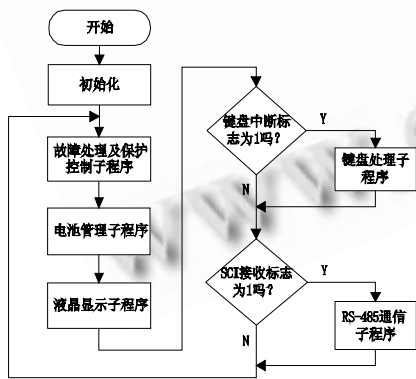 开始
初始化
故障处理及保护
控制子程序
电池管理子程序
液晶显示子程序
键盘中断标
志为1吗?
Y
键盘处理子
程序
N
SCI接收标志
为1吗?
Y
RS-485通信
子程序
N